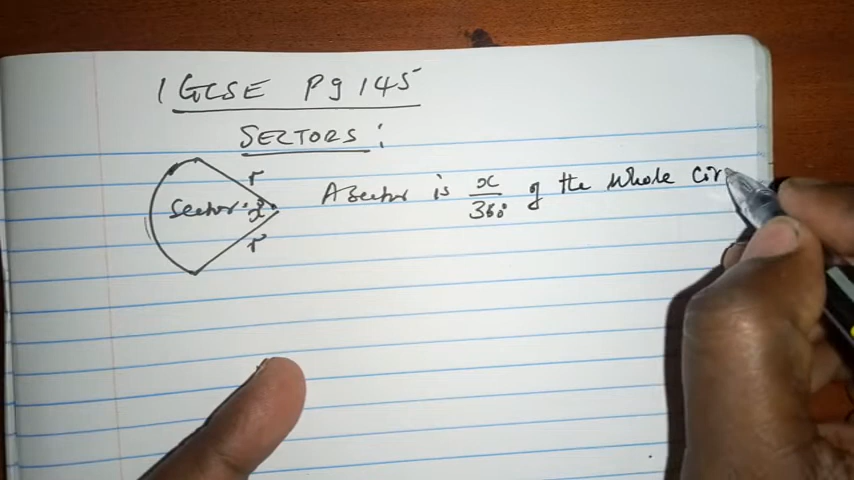 IGCSE Pg 145
SECTORS:
r
Sector x°
r
A sector is x/360° of the whole cir